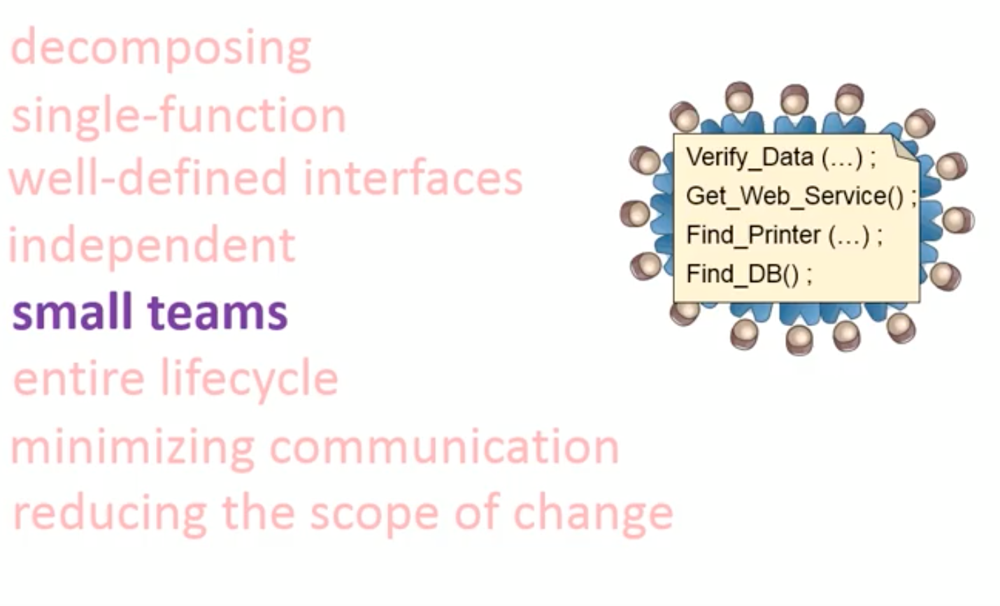 decomposing
single-function
well-defined interfaces
independent
small teams
entire lifecycle
minimizing communication
reducing the scope of change
Verify_Data (...) ;
Get_Web_Service() ;
Find_Printer (...) ;
Find_DB() ;